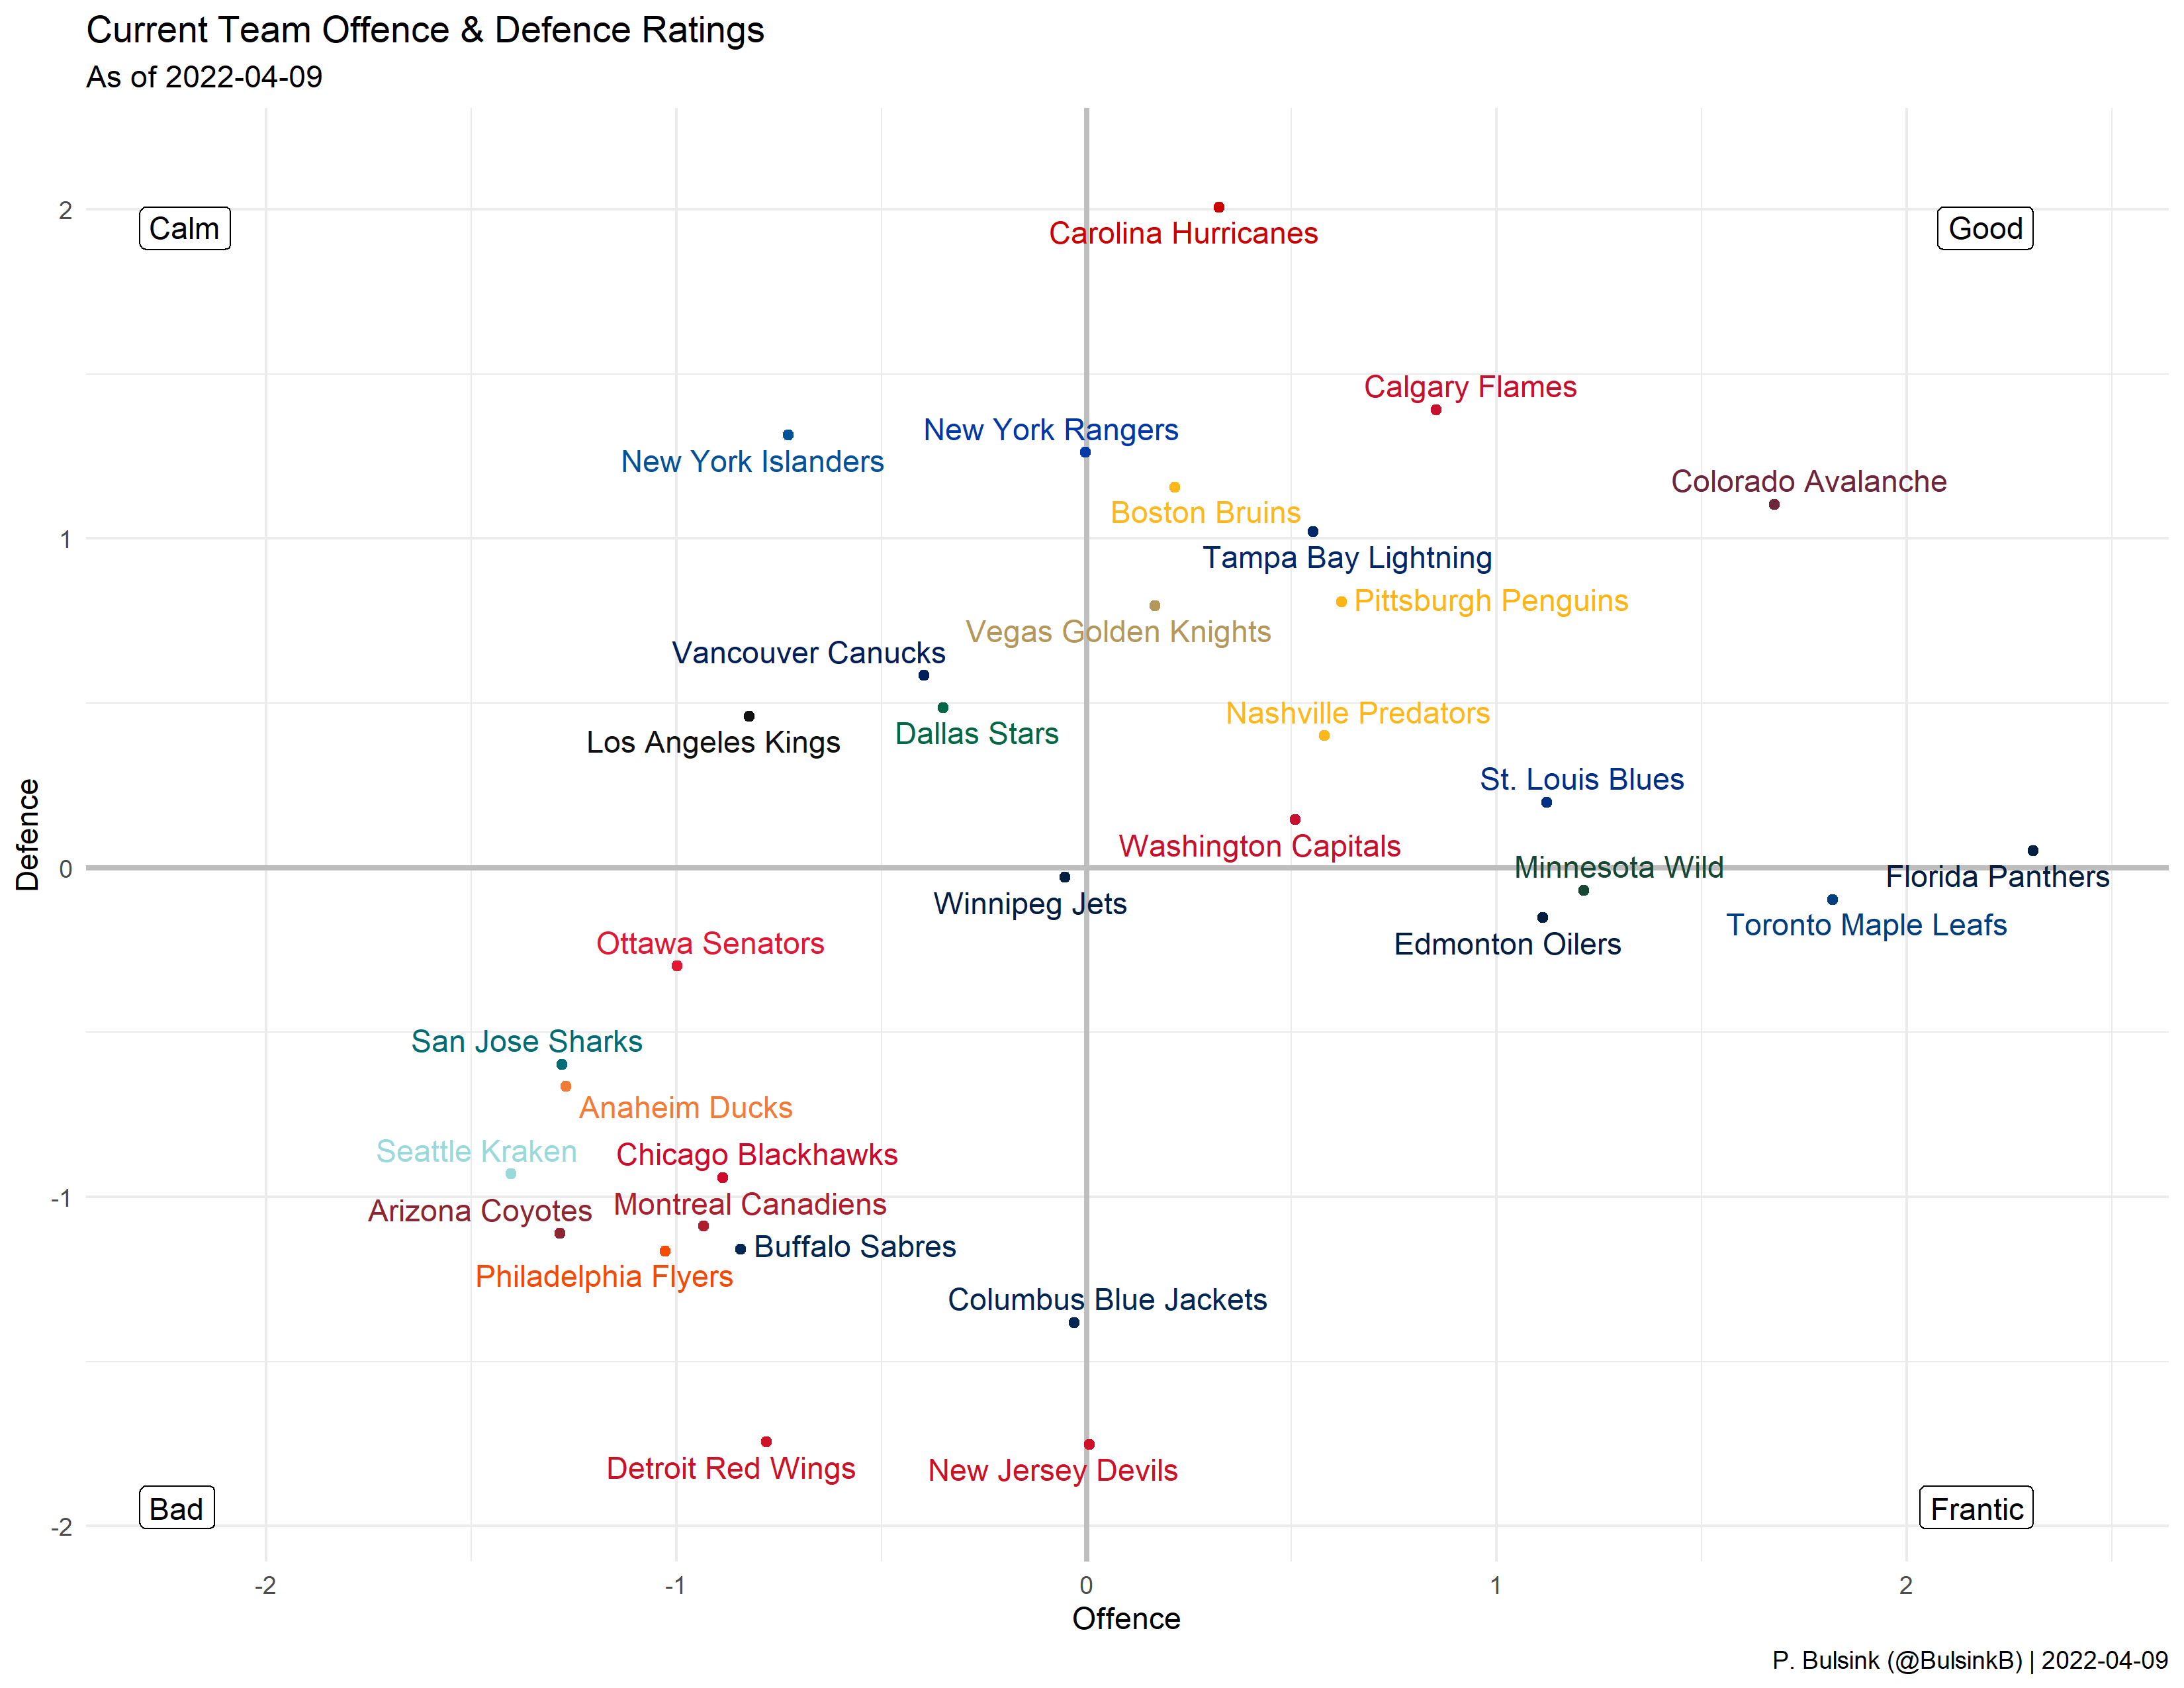 Current Team Offence & Defence Ratings
As of 2022-04-09
2
Calm
Good
Carolina Hurricanes
Calgary Flames
New York Rangers
New York Islanders
Colorado Avalanche
Boston Bruins
1
Tampa Bay Lightning
Pittsburgh Penguins
Vegas Golden Knights
Vancouver Canucks
Nashville Predators
Dallas Stars
Los Angeles Kings
St. Louis Blues
Defence
Washington Capitals
0
Minnesota Wild
Florida Panthers
Winnipeg Jets
Toronto Maple Leafs
Edmonton Oilers
Ottawa Senators
San Jose Sharks
Anaheim Ducks
Seattle Kraken
Chicago Blackhawks
-1
Montreal Canadiens
Arizona Coyotes
Buffalo Sabres
Philadelphia Flyers
Columbus Blue Jackets
Detroit Red Wings
New Jersey Devils
Bad
Frantic
-2
-2
-1
0
1
2
Offence
P. Bulsink (@BulsinkB) | 2022-04-09